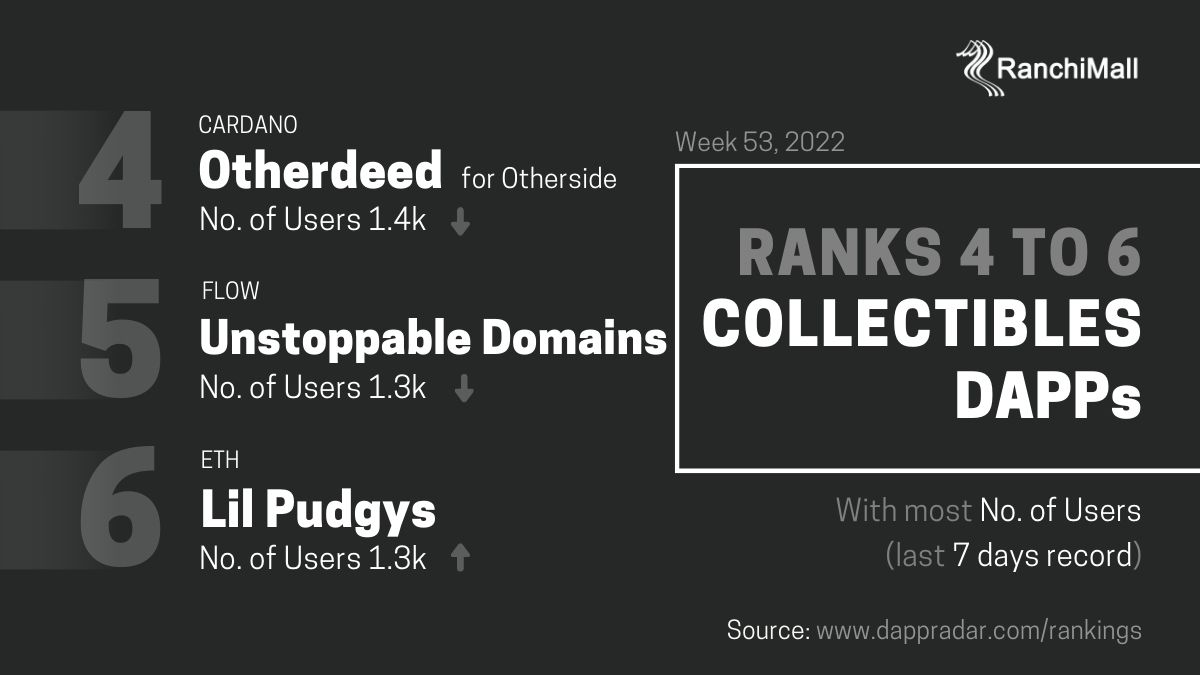 RanchiMall
4
CARDANO
Otherdeed for Otherside
No. of Users 1.4k
5
FLOW
Unstoppable Domains
No. of Users 1.3k
6
ETH
Lil Pudgys
No. of Users 1.3k
Week 53, 2022
RANKS 4 TO 6
COLLECTIBLES
DAPPs
With most No. of Users
(last 7 days record)
Source: www.dappradar.com/rankings